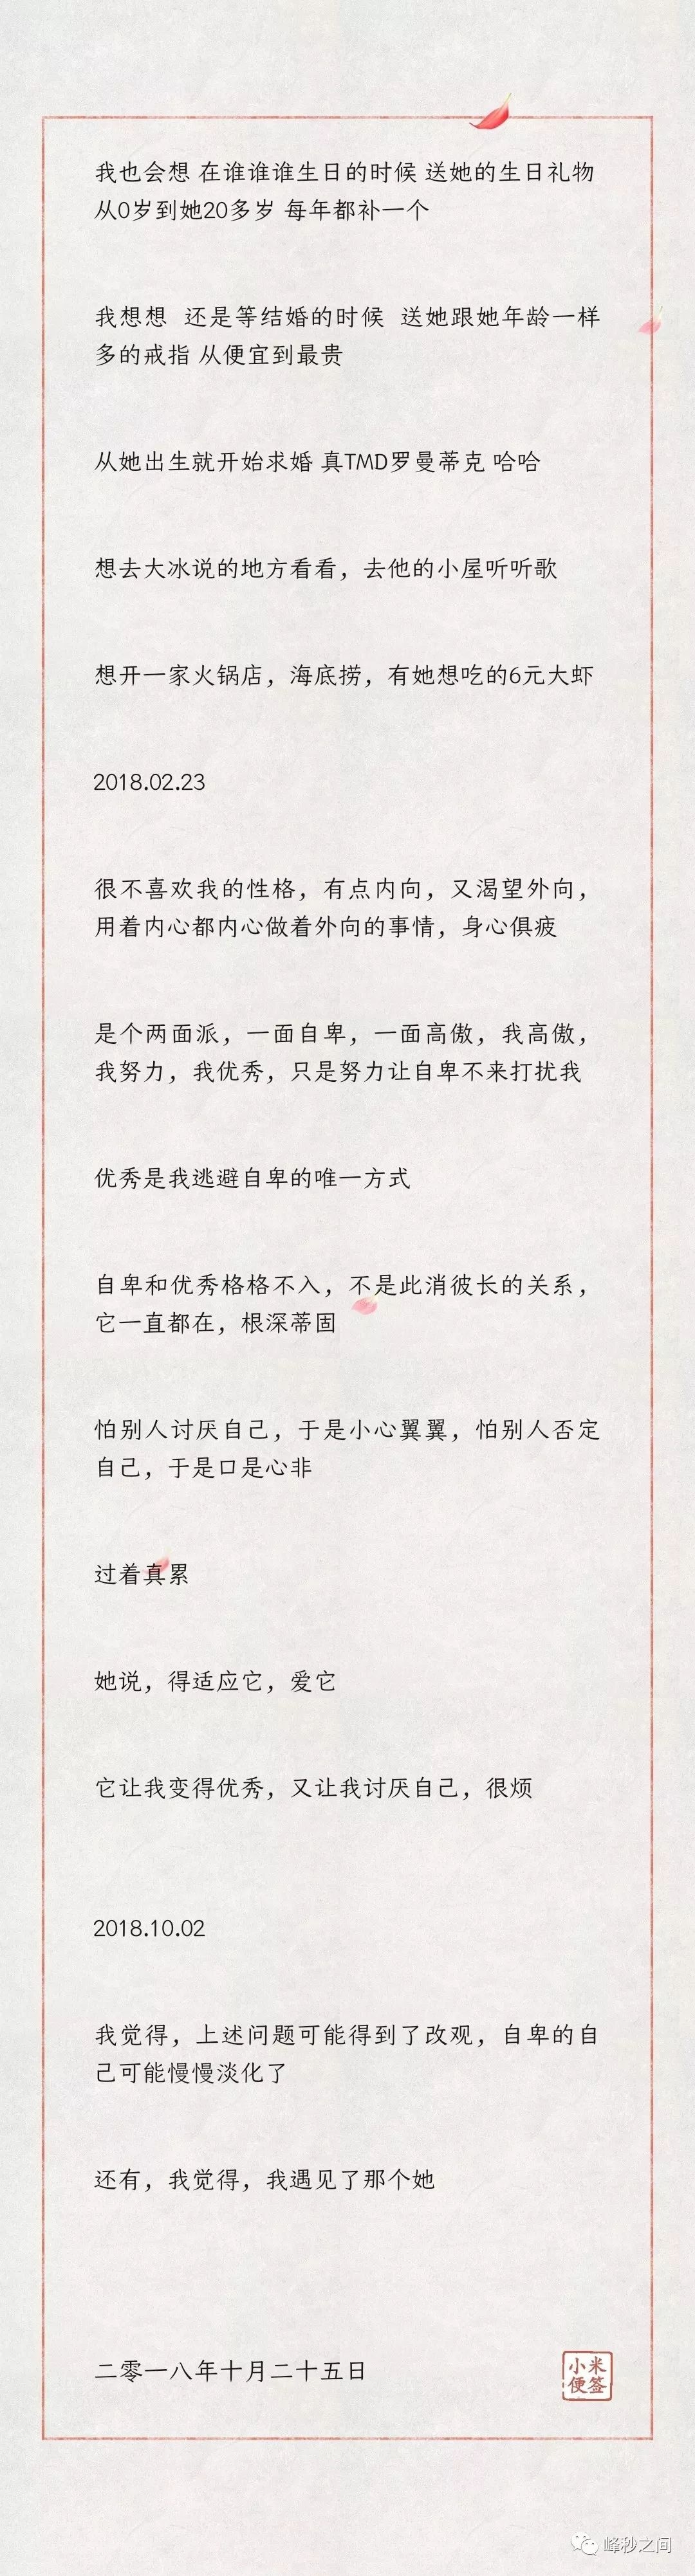 我也会想 在谁谁谁生日的时候 送她的生日礼物
从0岁到她20多岁 每年都补一个
我想想 还是等结婚的时候 送她跟她年龄一样
多的戒指 从便宜到最贵
从她出生就开始求婚 真TMD罗曼蒂克 哈哈
想去大冰说的地方看看，去他的小屋听听歌
想开一家火锅店，海底捞，有她想吃的6元大虾
2018.02.23
很不喜欢我的性格，有点内向，又渴望外向，
用着内心都内心做着外向的事情，身心俱疲
是个两面派，一面自卑，一面高傲，我高傲，
我努力，我优秀，只是努力让自卑不来打扰我
优秀是我逃避自卑的唯一方式
自卑和优秀格格不入，不是此消彼长的关系，
它一直都在，根深蒂固
怕别人讨厌自己，于是小心翼翼，怕别人否定
自己，于是口是心非
过着真累
她说，得适应它，爱它
它让我变得优秀，又让我讨厌自己，很烦
2018.10.02
我觉得，上述问题可能得到了改观，自卑的自
己可能慢慢淡化了
还有，我觉得，我遇见了那个她
二零一八年十月二十五日
小米
便签
峰秒之间